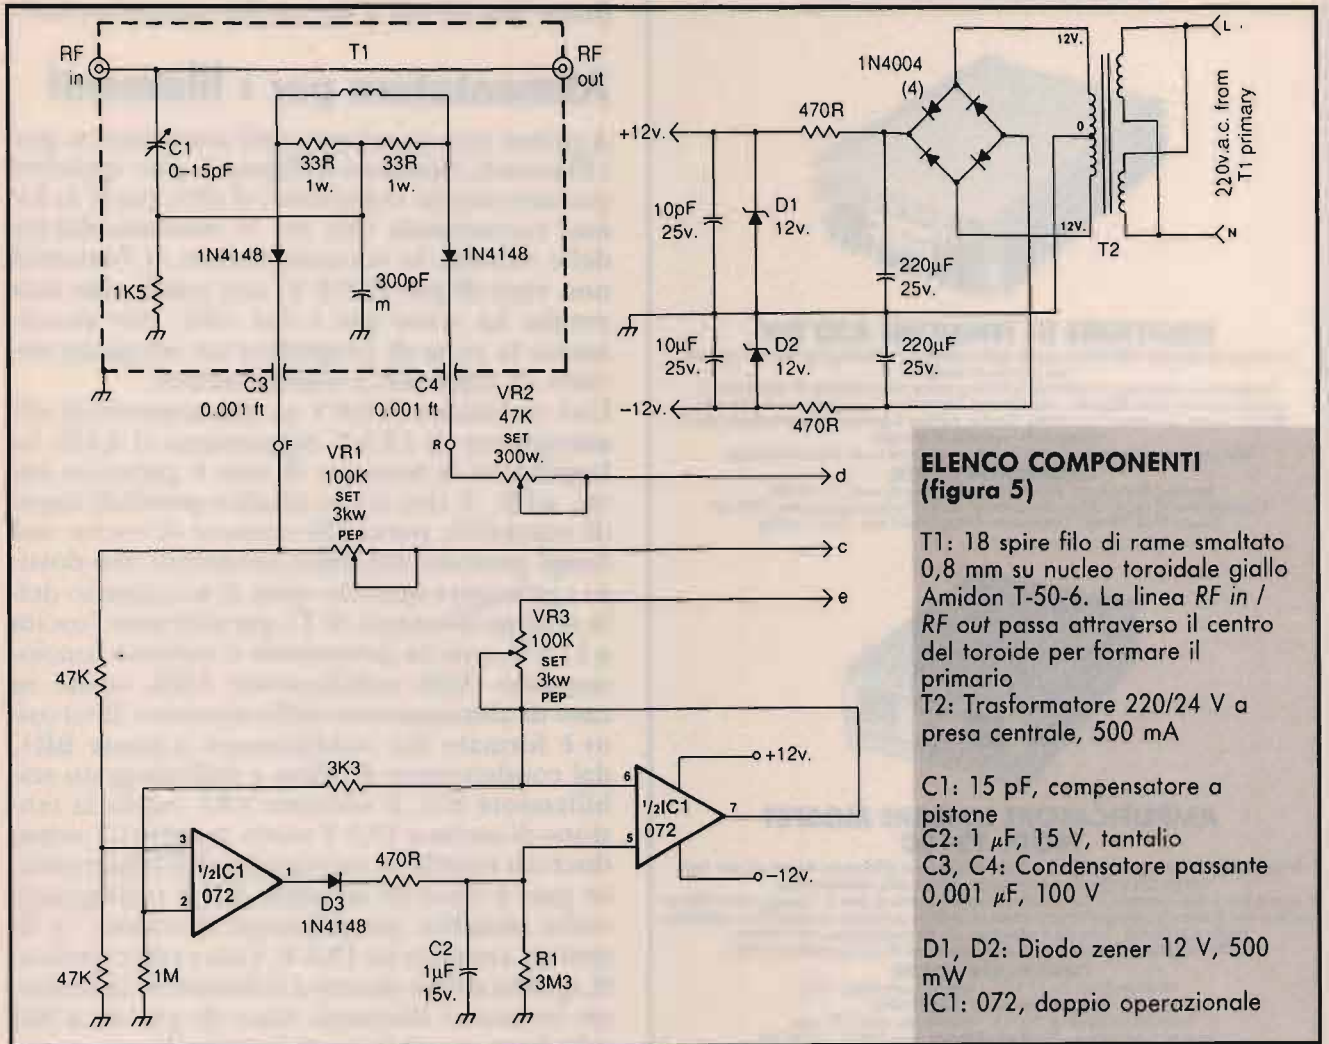 RF
in
T1
RF
out
C1
0–15pF
33R
1w.
33R
1w.
1N4148
1N4148
1K5
300pF
m
C3
0.001 ft
C4
0.001 ft
F
R
VR2
47K
SET
300w.
d
VR1
100K
SET
3kw
PEP
c
e
VR3
100K
SET
3kw
PEP
47K
3K3
6
5
7
½IC1
072
+12v.
−12v.
3
2
1
½IC1
072
470R
D3
1N4148
47K
1M
C2
1µF
15v.
R1
3M3
1N4004
(4)
12V.
0
12V.
T2
L
N
220v.a.c. from
T1 primary
+12v.
470R
10pF
25v.
D1
12v.
220µF
25v.
10µF
25v.
D2
12v.
220µF
25v.
−12v.
470R
ELENCO COMPONENTI
(figura 5)
T1: 18 spire filo di rame smaltato
0,8 mm su nucleo toroidale giallo
Amidon T-50-6. La linea RF in /
RF out passa attraverso il centro
del toroide per formare il
primario
T2: Trasformatore 220/24 V a
presa centrale, 500 mA
C1: 15 pF, compensatore a
pistone
C2: 1 µF, 15 V, tantalio
C3, C4: Condensatore passante
0,001 µF, 100 V
D1, D2: Diodo zener 12 V, 500
mW
IC1: 072, doppio operazionale